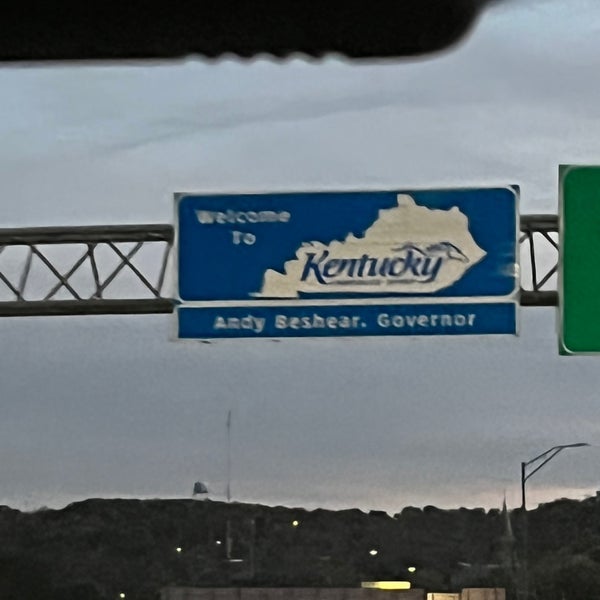 Welcome
To
Kentucky
Andy Beshear. Governor